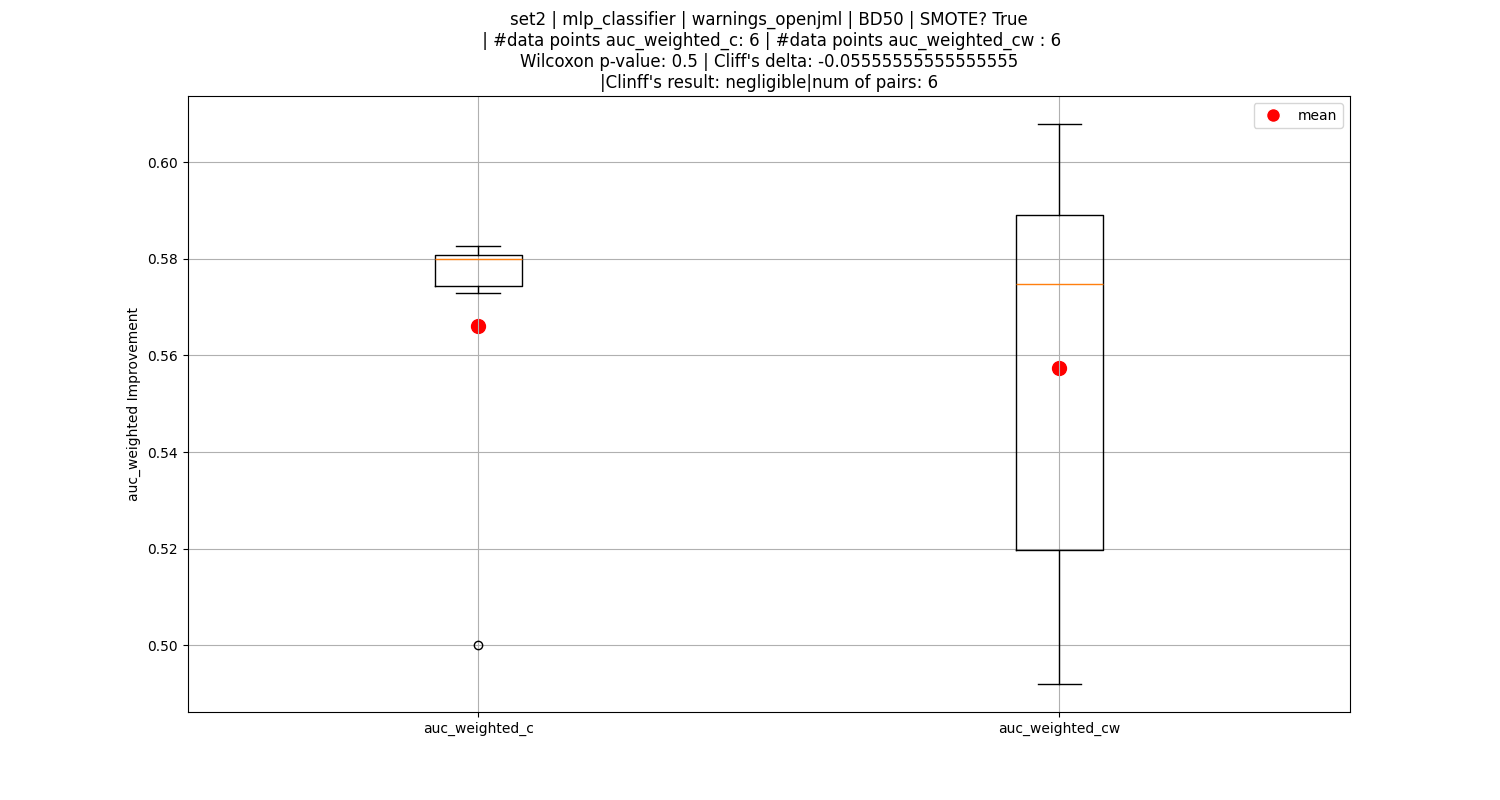 set2 | mlp_classifier | warnings_openjml | BD50 | SMOTE? True
| #data points auc_weighted_c: 6 | #data points auc_weighted_cw : 6
Wilcoxon p-value: 0.5 | Cliff's delta: -0.05555555555555555
|Clinff's result: negligible|num of pairs: 6
mean
0.60
0.58
0.56
0.54
0.52
0.50
auc_weighted Improvement
auc_weighted_c
auc_weighted_cw